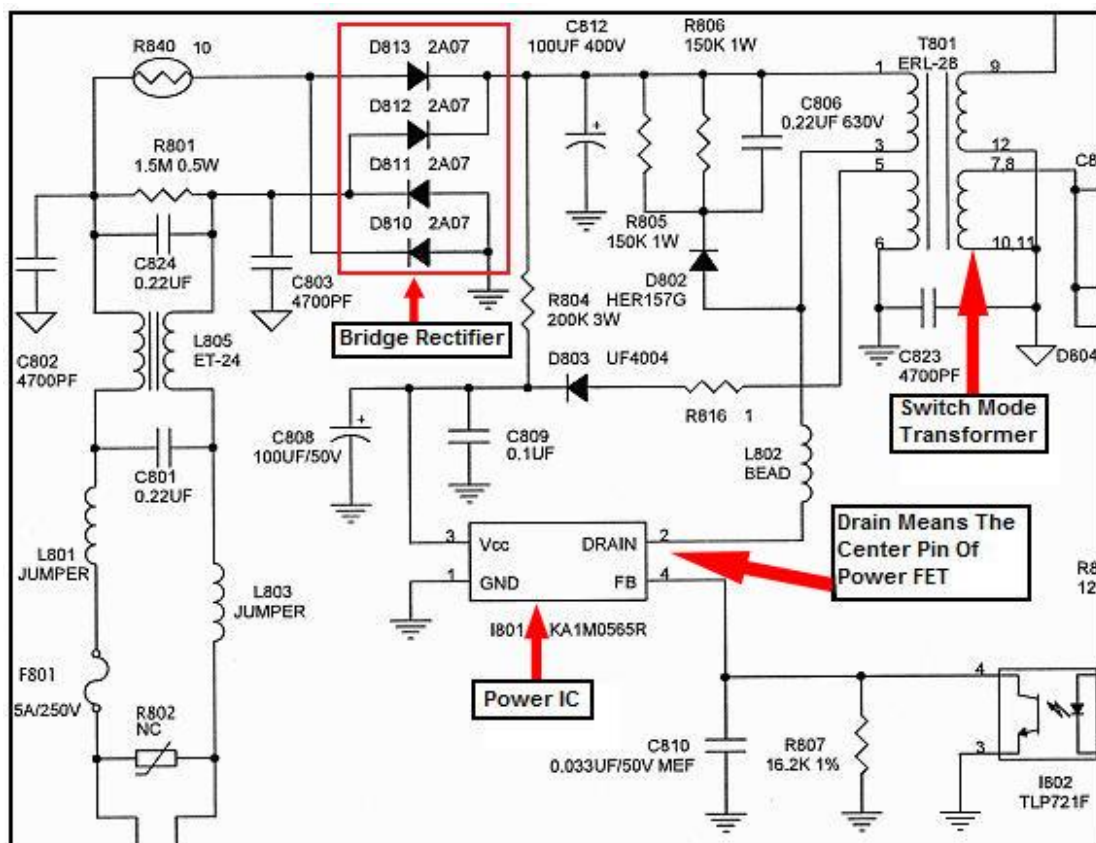 R840 10
D813 2A07
C812
100UF 400V
R806
150K 1W
T801
ERL-28
1
9
D812 2A07
C806
0.22UF 630V
R801
1.5M 0.5W
D811 2A07
3
12
5
7,8
D810 2A07
R805
150K 1W
6
10,11
C824
0.22UF
C803
4700PF
D802
HER157G
R804
200K 3W
Bridge Rectifier
C802
4700PF
L805
ET-24
D803 UF4004
C823
4700PF
D804
R816 1
Switch Mode
Transformer
C808
100UF/50V
C809
0.1UF
L802
BEAD
C801
0.22UF
L801
JUMPER
3
Vcc
DRAIN
2
Drain Means The
Center Pin Of
Power FET
1
GND
FB
4
L803
JUMPER
I801
KA1M0565R
F801
5A/250V
Power IC
R802
NC
4
C810
0.033UF/50V MEF
R807
16.2K 1%
3
I802
TLP721F